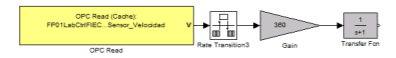 OPC Read (Cache):
FP01LabCtrlFIEC...Sensor_Velocidad
V
OPC Read
Rate Transition3
360
Gain
1
s+1
Transfer Fcn